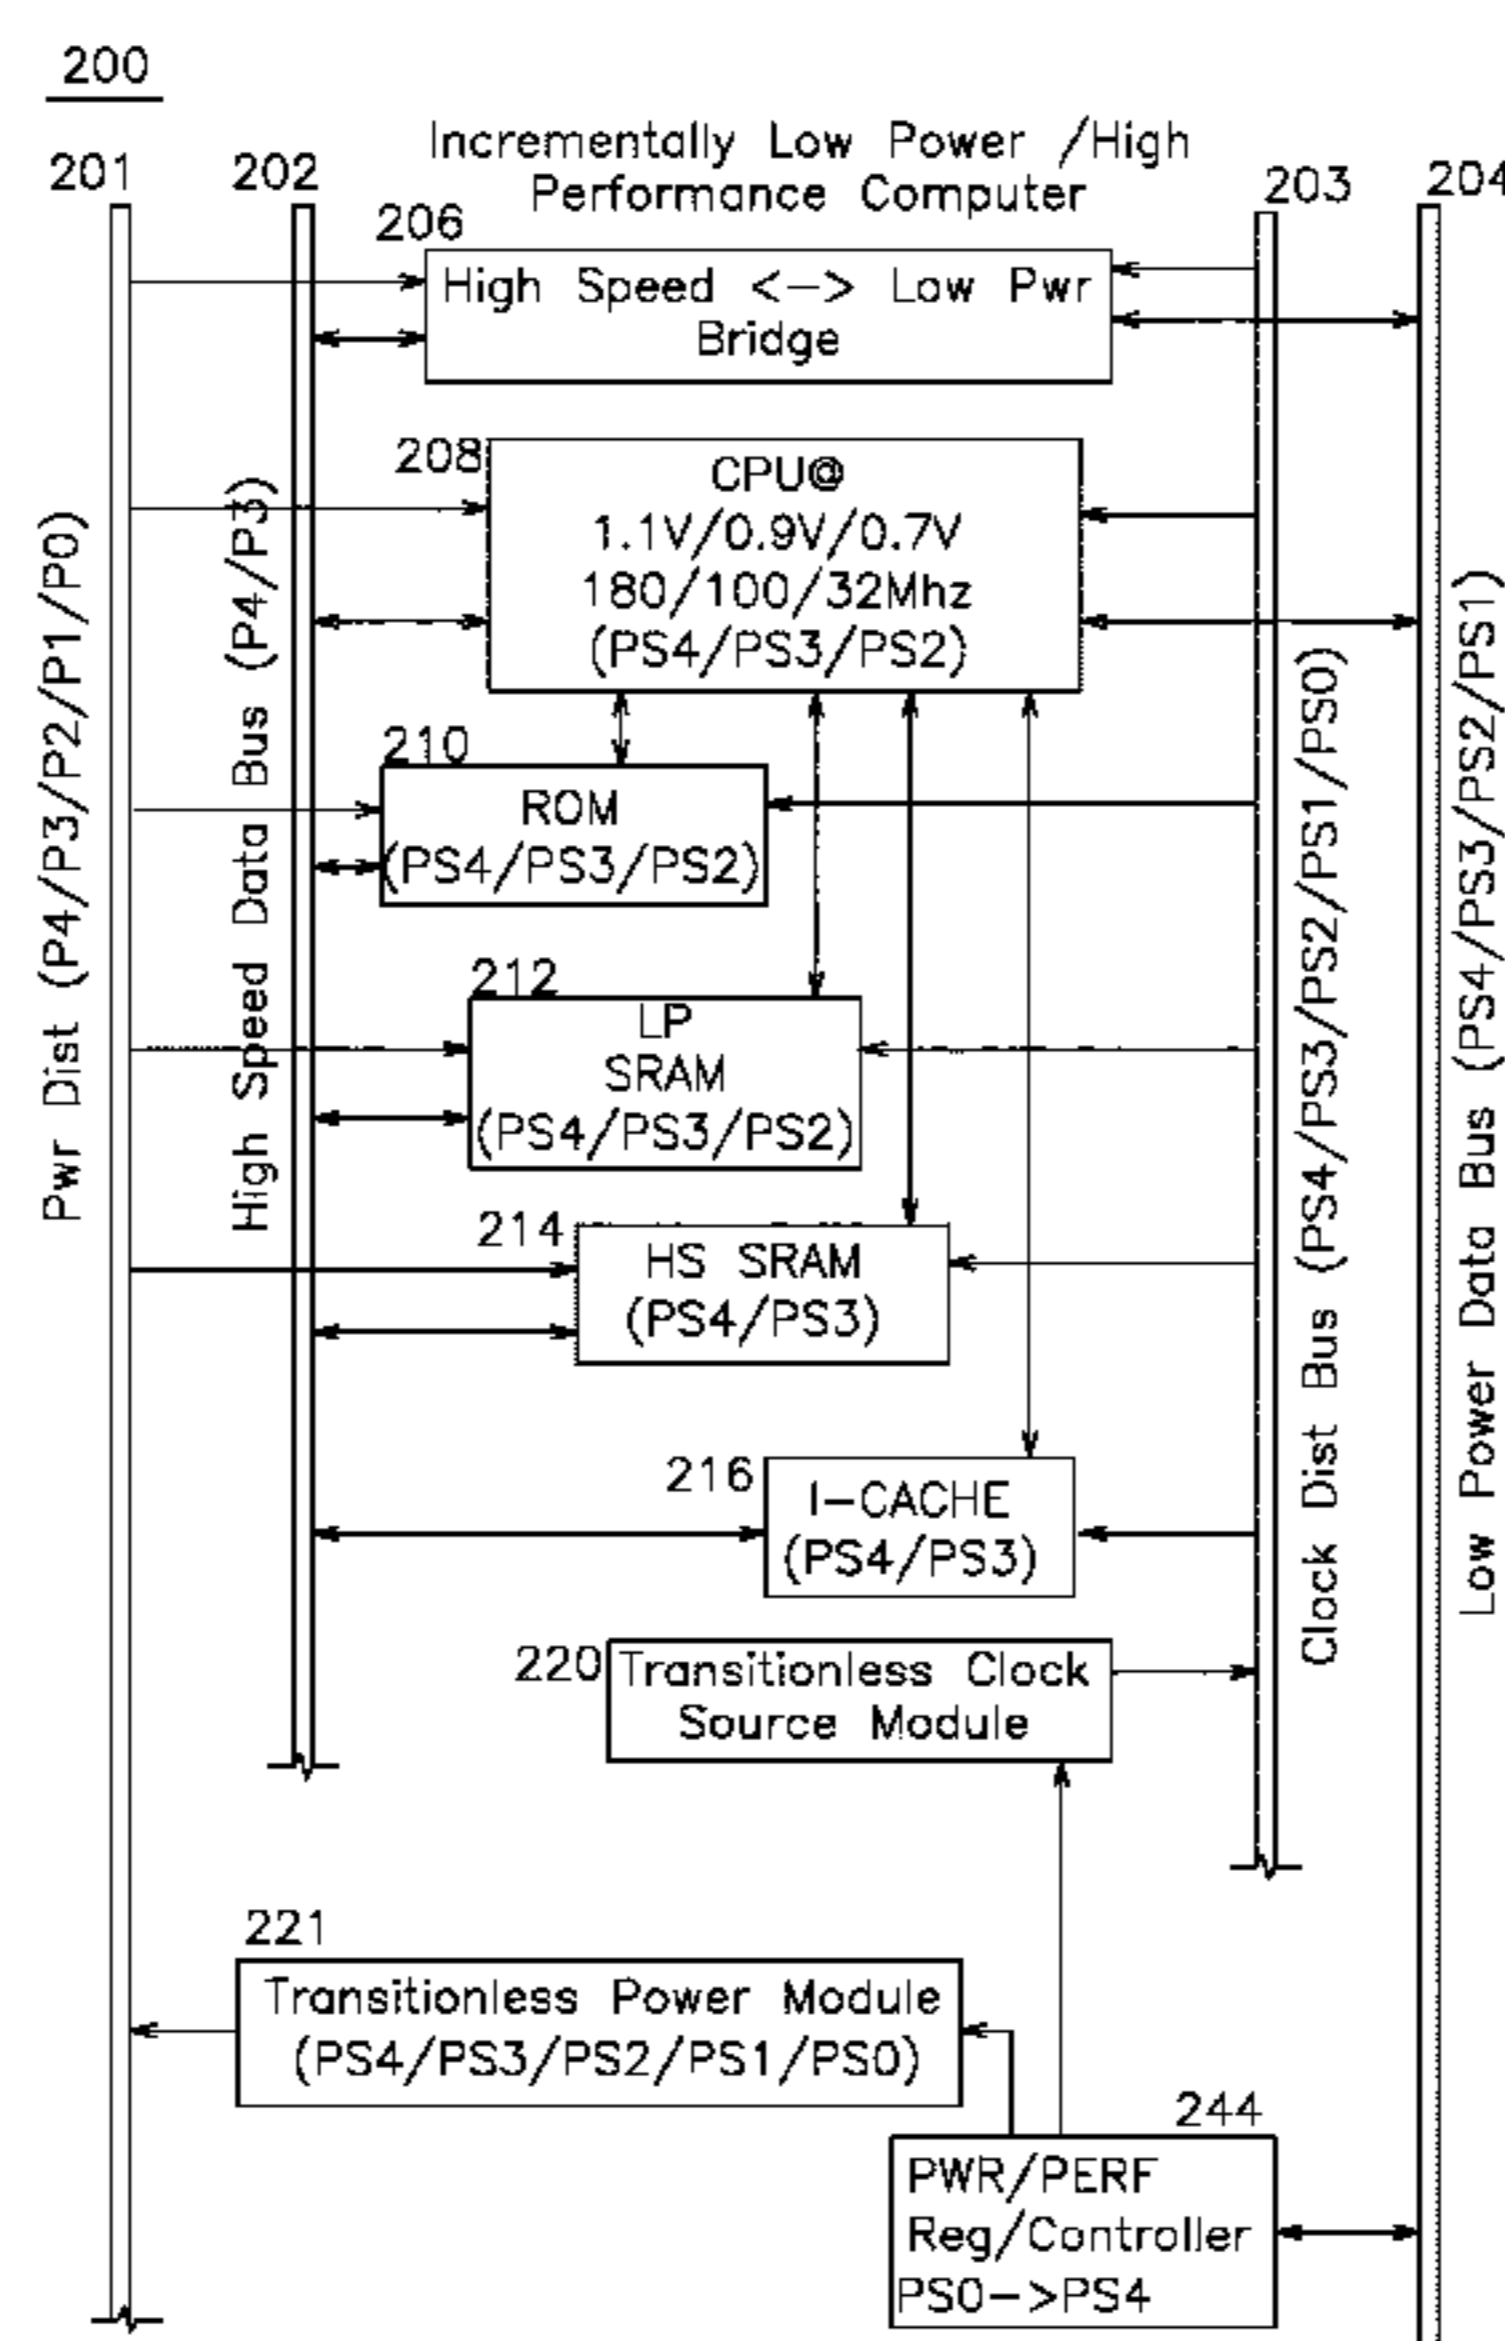 200
Incrementally Low Power /High
Performance Computer
201
202
203
204
206
High Speed <-> Low Pwr
Bridge
208
CPU@
1.1V/0.9V/0.7V
180/100/32Mhz
(PS4/PS3/PS2)
Pwr Dist (P4/P3/P2/P1/P0)
High Speed Data Bus (P4/P3)
Clock Dist Bus (PS4/PS3/PS2/PS1/PS0)
Low Power Data Bus (PS4/PS3/PS2/PS1)
210
ROM
(PS4/PS3/PS2)
212
LP
SRAM
(PS4/PS3/PS2)
214
HS SRAM
(PS4/PS3)
216
I-CACHE
(PS4/PS3)
220
Transitionless Clock
Source Module
221
Transitionless Power Module
(PS4/PS3/PS2/PS1/PS0)
244
PWR/PERF
Reg/Controller
PS0->PS4